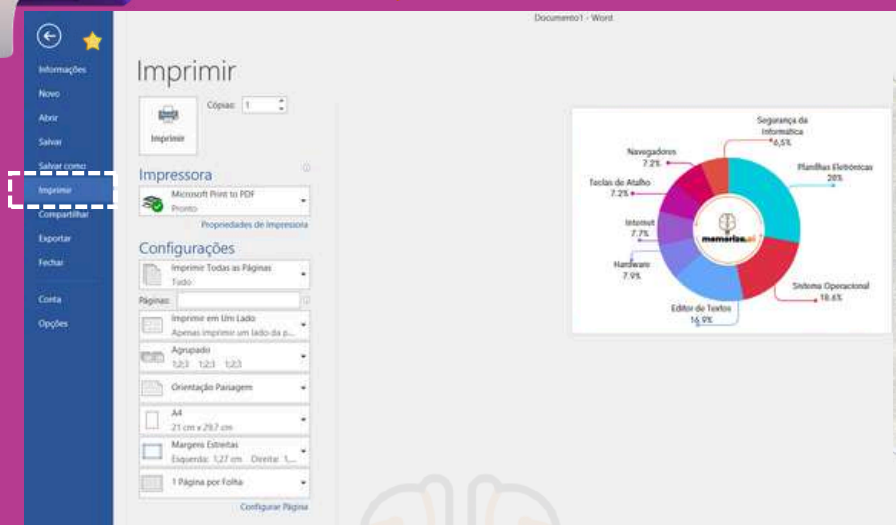 Documento1 - Word
Informações
Novo
Abrir
Salvar
Salvar como
Imprimir
Compartilhar
Exportar
Fechar
Conta
Opções
Imprimir
Cópias: 1
Imprimir
Impressora
Microsoft Print to PDF
Pronto
Propriedades de Impressora
Configurações
Imprimir Todas as Páginas
Tudo
Páginas:
Imprimir em Um Lado
Apenas imprimir um lado da p...
Agrupado
1;2;3 1;2;3 1;2;3
Orientação Paisagem
A4
21 cm x 29,7 cm
Margens Estreitas
Esquerda: 1,27 cm Direita: 1,...
1 Página por Folha
Configurar Página
Segurança da
Informática
6,5%
Navegadores
7.2%
Planilhas Eletrônicas
28%
Teclas de Atalho
7.2%
Internet
7.7%
memorize.ai
Hardware
7.9%
Sistema Operacional
18.6%
Editor de Textos
16.9%